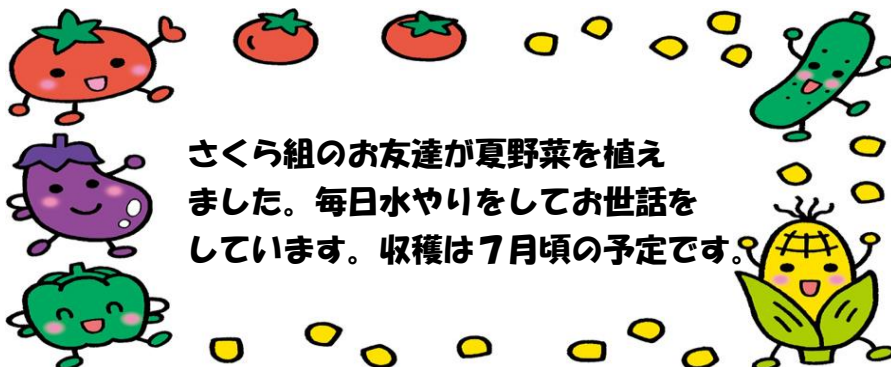 さくら組のお友達が夏野菜を植え
ました。毎日水やりをしてお世話を
しています。収穫は７月頃の予定です。